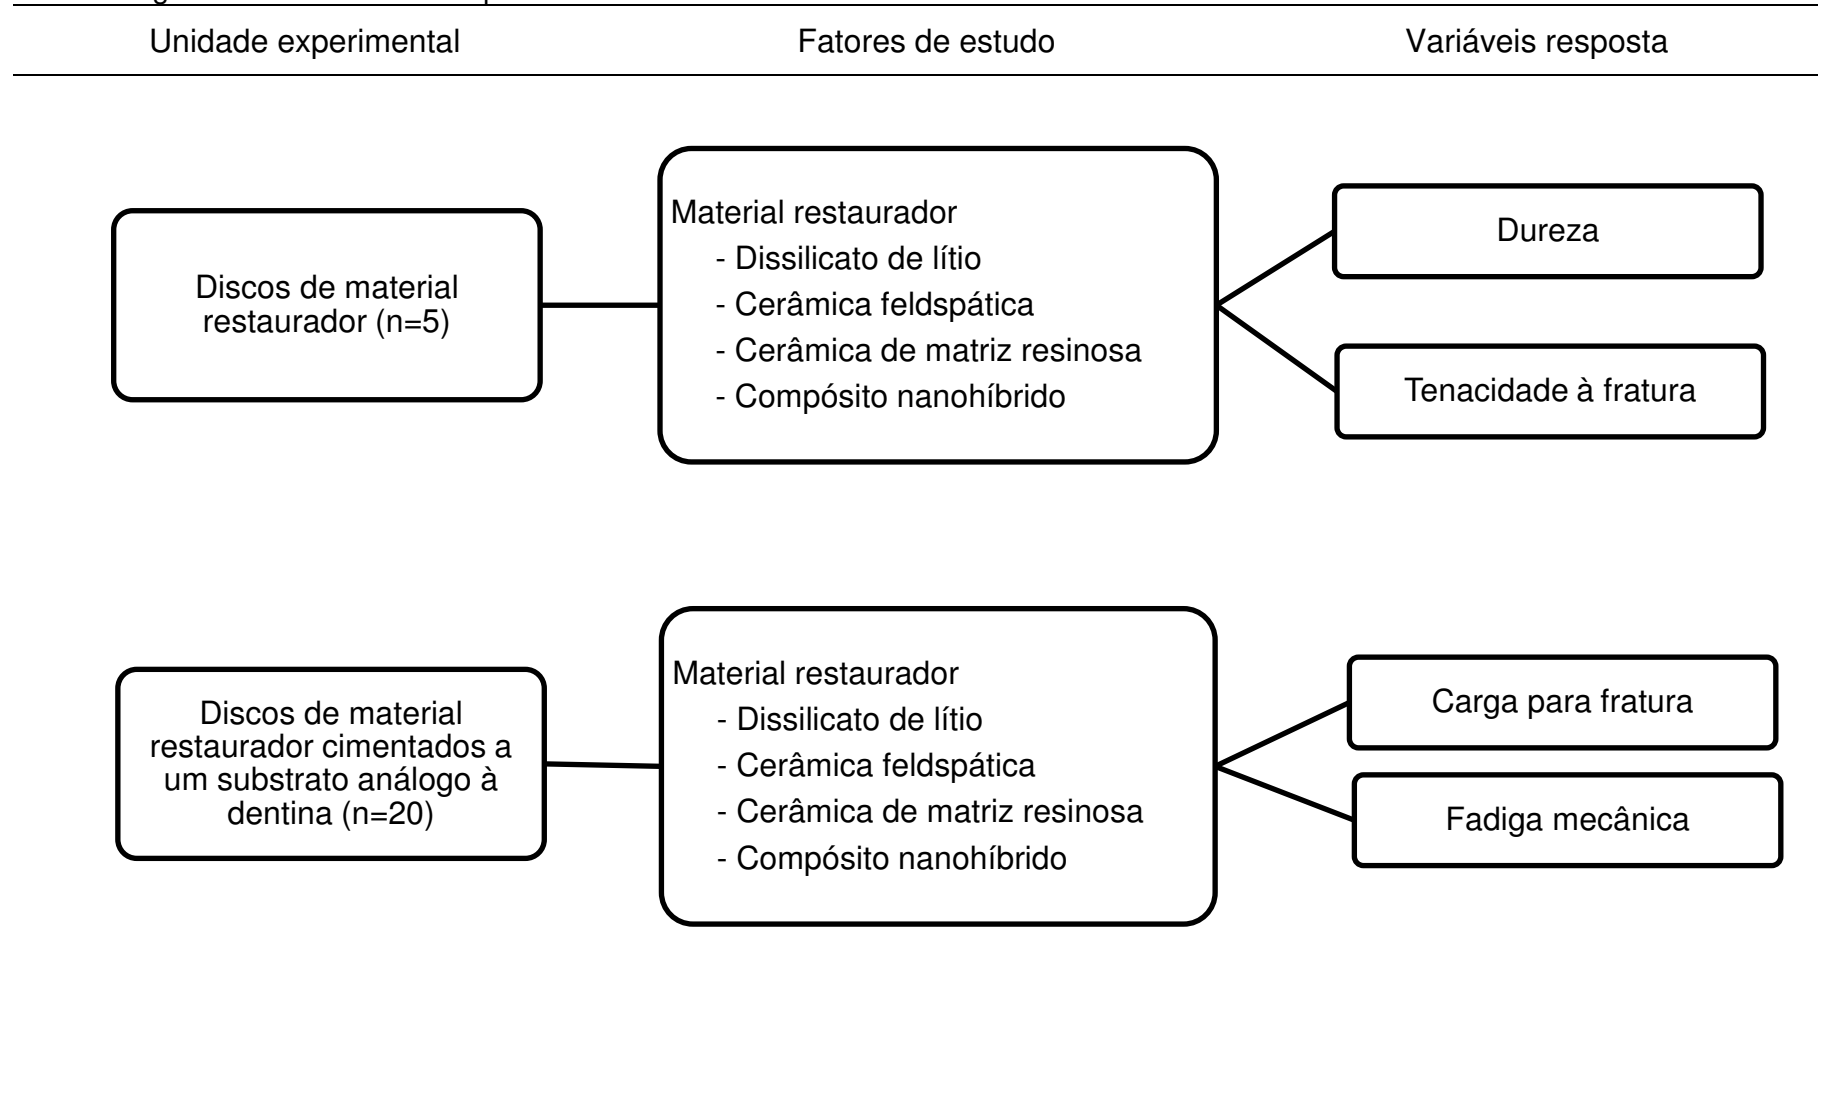 Unidade experimental
Fatores de estudo
Variáveis resposta
Discos de material
restaurador (n=5)
Material restaurador
- Dissilicato de lítio
- Cerâmica feldspática
- Cerâmica de matriz resinosa
- Compósito nanohíbrido
Dureza
Tenacidade à fratura
Discos de material
restaurador cimentados a
um substrato análogo à
dentina (n=20)
Material restaurador
- Dissilicato de lítio
- Cerâmica feldspática
- Cerâmica de matriz resinosa
- Compósito nanohíbrido
Carga para fratura
Fadiga mecânica